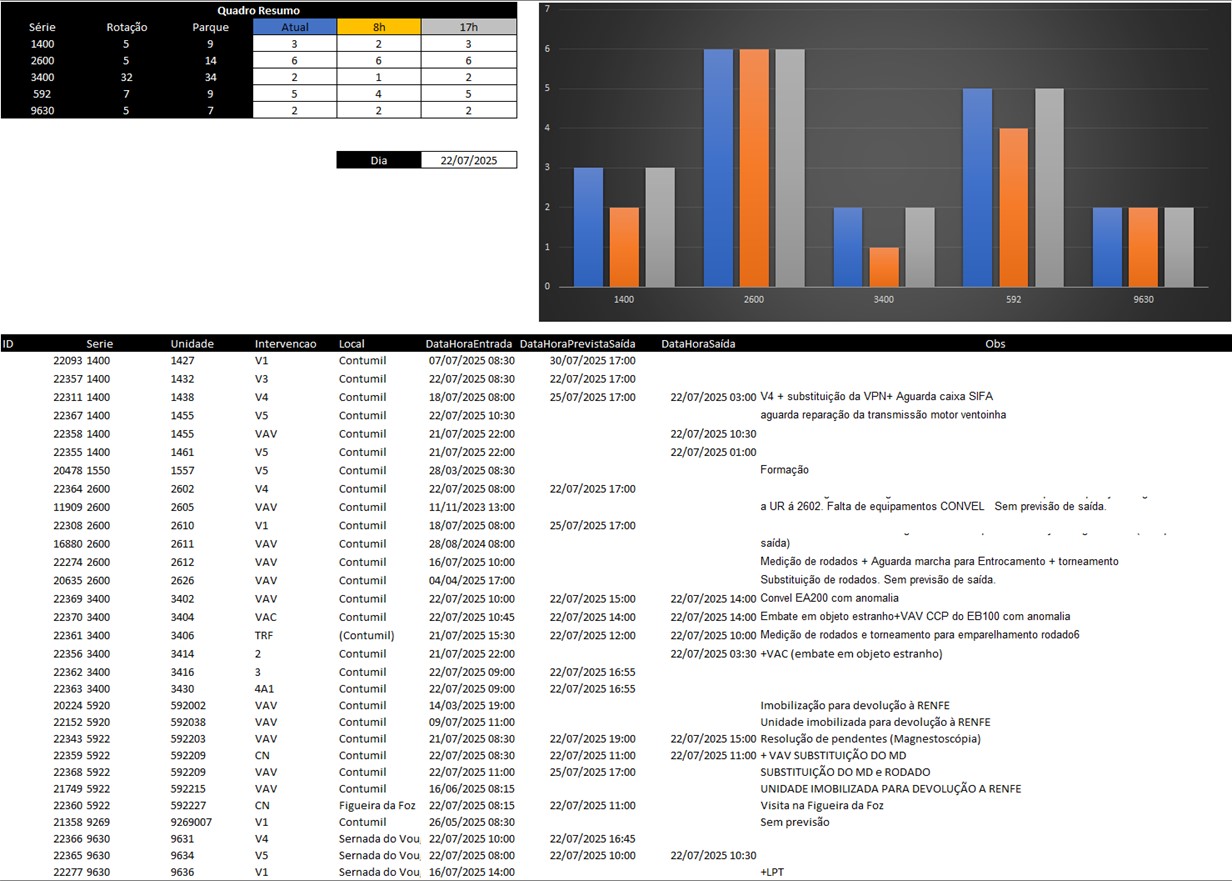 Quadro Resumo
Série Rotação Parque Atual 8h 17h
1400 5 9 3 2 3
2600 5 14 6 6 6
3400 32 34 2 1 2
592 7 9 5 4 5
9630 5 7 2 2 2
Dia 22/07/2025
7
6
5
4
3
2
1
0
1400 2600 3400 592 9630
ID Serie Unidade Intervencao Local DataHoraEntrada DataHoraPrevistaSaída DataHoraSaída Obs
22093 1400 1427 V1 Contumil 07/07/2025 08:30 30/07/2025 17:00
22357 1400 1432 V3 Contumil 22/07/2025 08:30 22/07/2025 17:00
22311 1400 1438 V4 Contumil 18/07/2025 08:00 25/07/2025 17:00 22/07/2025 03:00 V4 + substituição da VPN+ Aguarda caixa SIFA
22367 1400 1455 V5 Contumil 22/07/2025 10:30 aguarda reparação da transmissão motor ventoinha
22358 1400 1455 VAV Contumil 21/07/2025 22:00 22/07/2025 10:30
22355 1400 1461 V5 Contumil 21/07/2025 22:00 22/07/2025 01:00
20478 1550 1557 V5 Contumil 28/03/2025 08:30 Formação
22364 2600 2602 V4 Contumil 22/07/2025 08:00 22/07/2025 17:00
11909 2600 2605 VAV Contumil 11/11/2023 13:00 a UR á 2602. Falta de equipamentos CONVEL Sem previsão de saída.
22308 2600 2610 V1 Contumil 18/07/2025 08:00 25/07/2025 17:00
16880 2600 2611 VAV Contumil 28/08/2024 08:00 saída)
22274 2600 2612 VAV Contumil 16/07/2025 10:00 Medição de rodados + Aguarda marcha para Entrocamento + torneamento
20635 2600 2626 VAV Contumil 04/04/2025 17:00 Substituição de rodados. Sem previsão de saída.
22369 3400 3402 VAV Contumil 22/07/2025 10:00 22/07/2025 15:00 22/07/2025 14:00 Convel EA200 com anomalia
22370 3400 3404 VAC Contumil 22/07/2025 10:45 22/07/2025 14:00 22/07/2025 14:00 Embate em objeto estranho+VAV CCP do EB100 com anomalia
22361 3400 3406 TRF (Contumil) 21/07/2025 15:30 22/07/2025 12:00 22/07/2025 10:00 Medição de rodados e torneamento para emparelhamento rodado6
22356 3400 3414 2 Contumil 21/07/2025 22:00 22/07/2025 03:30 +VAC (embate em objeto estranho)
22362 3400 3416 3 Contumil 22/07/2025 09:00 22/07/2025 16:55
22363 3400 3430 4A1 Contumil 22/07/2025 09:00 22/07/2025 16:55
20224 5920 592002 VAV Contumil 14/03/2025 19:00 Imobilização para devolução à RENFE
22152 5920 592038 VAV Contumil 09/07/2025 11:00 Unidade imobilizada para devolução à RENFE
22343 5922 592203 VAV Contumil 21/07/2025 08:30 22/07/2025 19:00 22/07/2025 15:00 Resolução de pendentes (Magnestoscópia)
22359 5922 592209 CN Contumil 22/07/2025 08:30 22/07/2025 11:00 22/07/2025 11:00 + VAV SUBSTITUIÇÃO DO MD
22368 5922 592209 VAV Contumil 22/07/2025 11:00 25/07/2025 17:00 SUBSTITUIÇÃO DO MD e RODADO
21749 5922 592215 VAV Contumil 16/06/2025 08:15 UNIDADE IMOBILIZADA PARA DEVOLUÇÃO A RENFE
22360 5922 592227 CN Figueira da Foz 22/07/2025 08:15 22/07/2025 11:00 Visita na Figueira da Foz
21358 9269 9269007 V1 Contumil 26/05/2025 08:30 Sem previsão
22366 9630 9631 V4 Sernada do Vou 22/07/2025 10:00 22/07/2025 16:45
22365 9630 9634 V5 Sernada do Vou 22/07/2025 08:00 22/07/2025 10:00 22/07/2025 10:30
22277 9630 9636 V1 Sernada do Vou 16/07/2025 14:00 +LPT